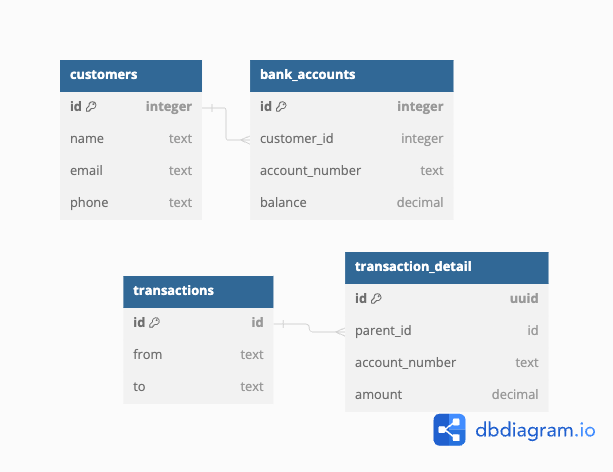 customers
id integer
name text
email text
phone text
bank_accounts
id integer
customer_id integer
account_number text
balance decimal
transactions
id id
from text
to text
transaction_detail
id uuid
parent_id id
account_number text
amount decimal
dbdiagram.io